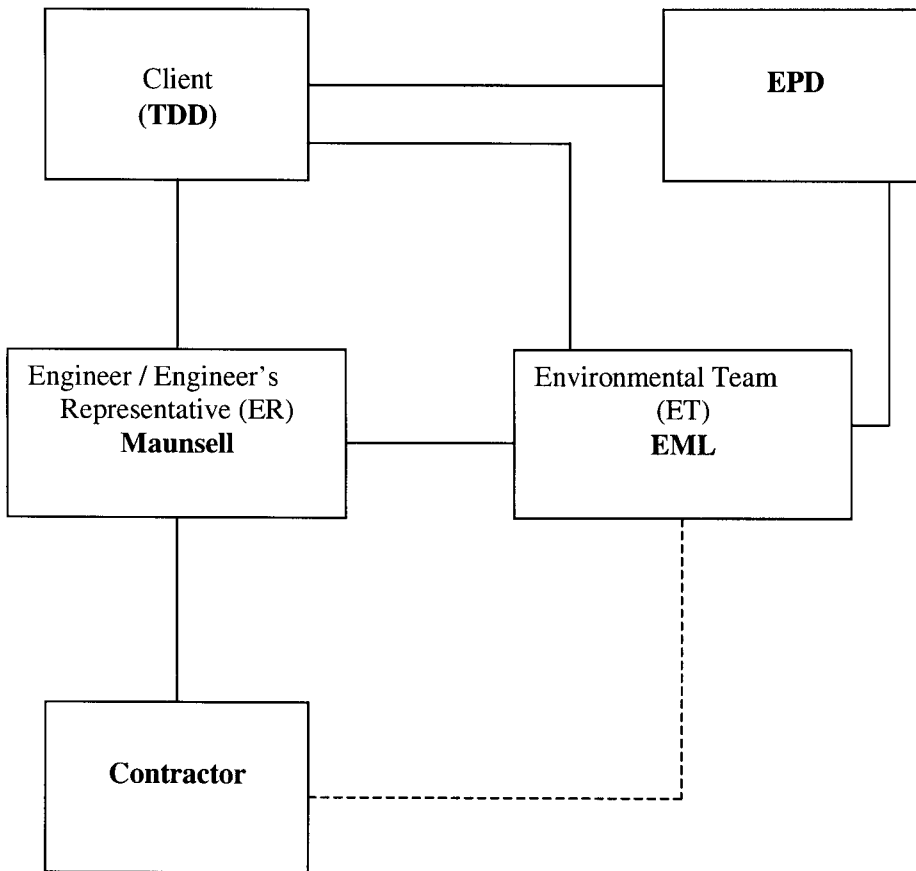 Client
(TDD)
EPD
Engineer / Engineer's
Representative (ER)
Maunsell
Environmental Team
(ET)
EML
Contractor